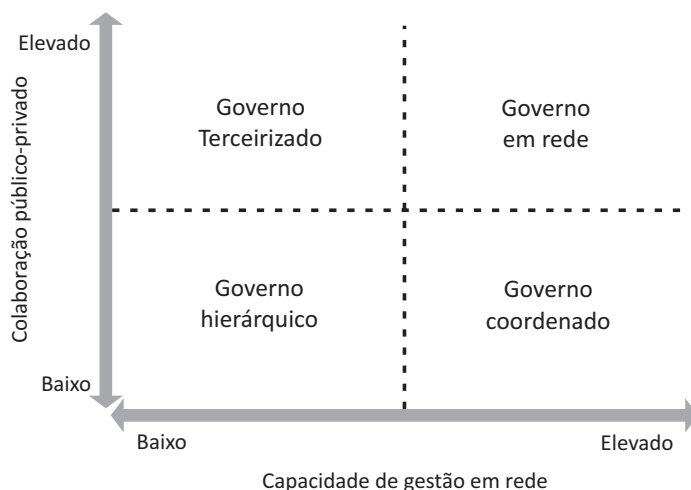 Elevado
Colaboração público-privado
Baixo
Governo
Terceirizado
Governo
em rede
Governo
hierárquico
Governo
coordenado
Baixo
Elevado
Capacidade de gestão em rede